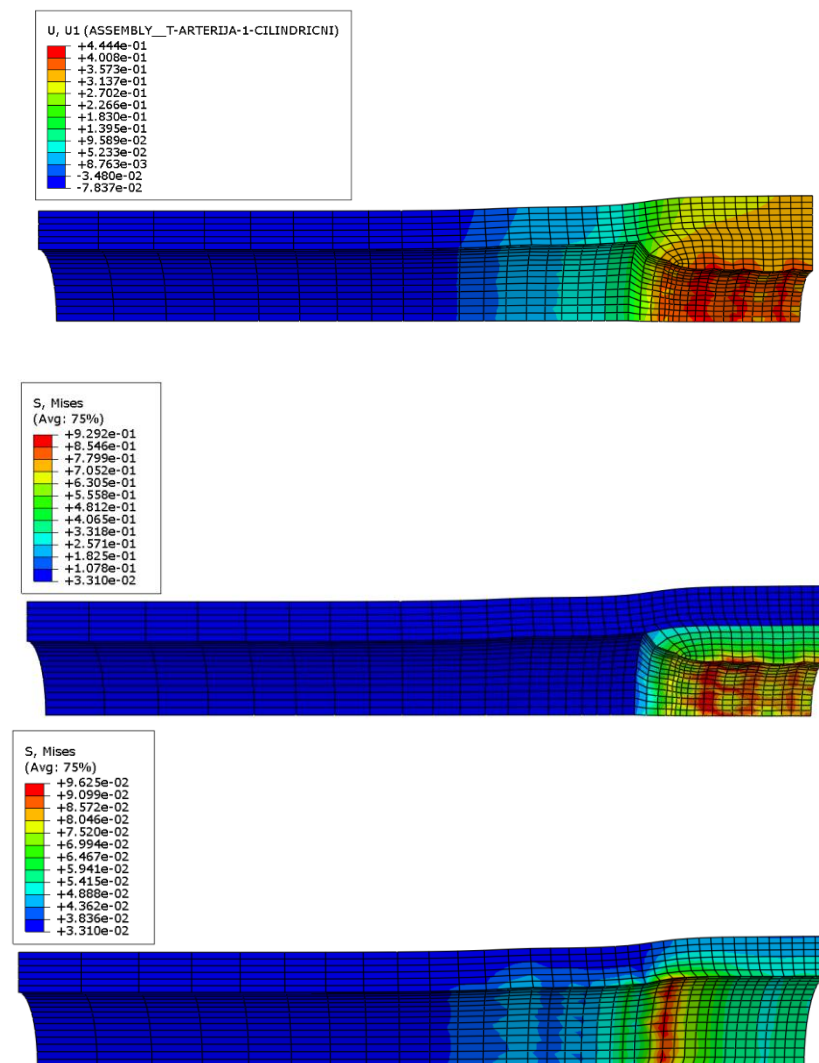 U, U1 (ASSEMBLY__T-ARTERIJA-1-CILINDRICNI)
+4.444e-01
+4.008e-01
+3.573e-01
+3.137e-01
+2.702e-01
+2.266e-01
+1.830e-01
+1.395e-01
+9.589e-02
+5.233e-02
+8.763e-03
-3.480e-02
-7.837e-02
S, Mises
(Avg: 75%)
+9.292e-01
+8.546e-01
+7.799e-01
+7.052e-01
+6.305e-01
+5.558e-01
+4.812e-01
+4.065e-01
+3.318e-01
+2.571e-01
+1.825e-01
+1.078e-01
+3.310e-02
S, Mises
(Avg: 75%)
+9.625e-02
+9.099e-02
+8.572e-02
+8.046e-02
+7.520e-02
+6.994e-02
+6.467e-02
+5.941e-02
+5.415e-02
+4.888e-02
+4.362e-02
+3.836e-02
+3.310e-02